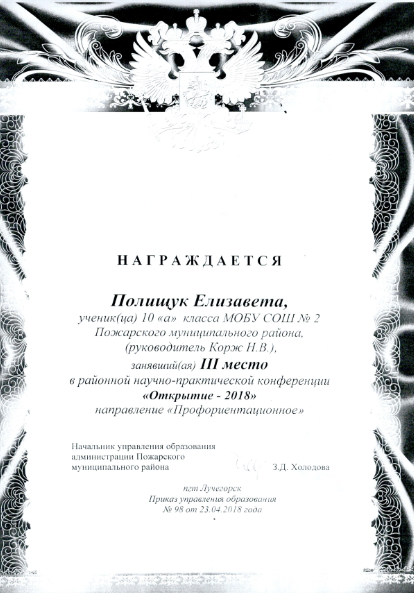 НАГРАЖДАЕТСЯ
Полищук Елизавета,
ученик(ца) 10 «а» класса МОБУ СОШ № 2
Пожарского муниципального района,
(руководитель Корж И.В.),
занявший(ая) III место
в районной научно-практической конференции
«Открытие - 2018»
направление «Профориентационное»
Начальник управления образования
администрации Пожарского
муниципального района З.Д. Холодова
пгт Лучегорск
Приказ управления образования
№ 98 от 23.04.2018 года